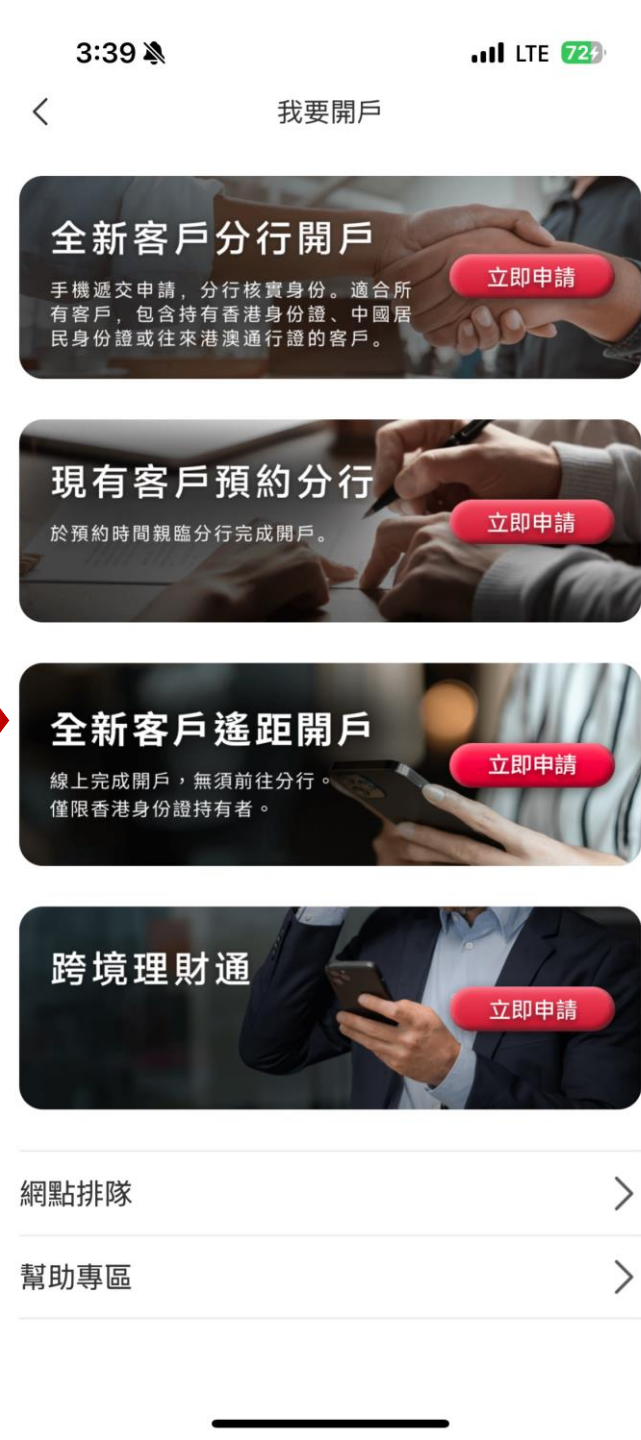 3:39
LTE 72
我要開戶
全新客戶分行開戶
手機遞交申請，分行核實身份。適合所
有客戶，包含持有香港身份證、中國居
民身份證或往來港澳通行證的客戶。
立即申請
現有客戶預約分行
於預約時間親臨分行完成開戶。
立即申請
全新客戶遙距開戶
線上完成開戶，無須前往分行。
僅限香港身份證持有者。
立即申請
跨境理財通
立即申請
網點排隊
幫助專區